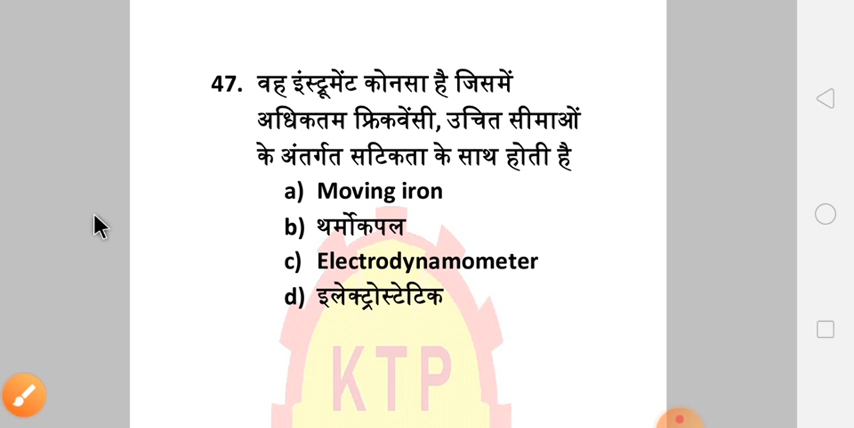 47. वह इंस्ट्रूमेंट कोनसा है जिसमें
अधिकतम फ्रिकवेंसी, उचित सीमाओं
के अंतर्गत सटिकता के साथ होती है
a) Moving iron
b) थर्मोकपल
c) Electrodynamometer
d) इलेक्ट्रोस्टेटिक
KTP